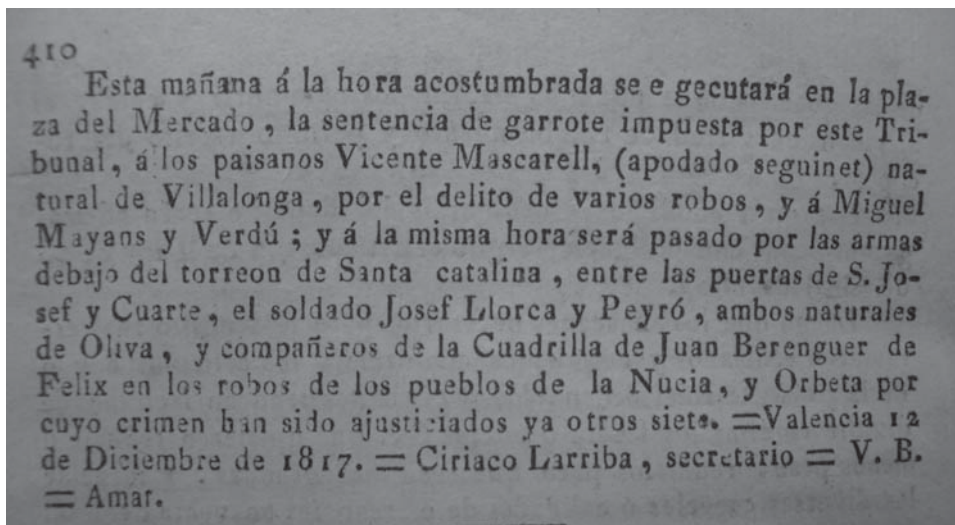 410
Esta mañana á la hora acostumbrada se e gecutará en la pla-
za del Mercado , la sentencia de garrote impuesta por este Tri-
bunal , á los paisanos Vicente Mascarell, (apodado seguinet) na-
tural de Villalonga , por el delito de varios robos , y á Miguel
Mayans y Verdú ; y á la misma hora será pasado por las armas
debajo del torreon de Santa catalina , entre las puertas de S. Jo-
sef y Cuarte , el soldado Josef Llorca y Peyró , ambos naturales
de Oliva , y compañeros de la Cuadrilla de Juan Berenguer de
Felix en los robos de los pueblos de la Nucia , y Orbeta por
cuyo crimen han sido ajusticiados ya otros siete. =Valencia 12
de Diciembre de 1817. = Ciriaco Larriba , secretario = V. B.
= Amar.